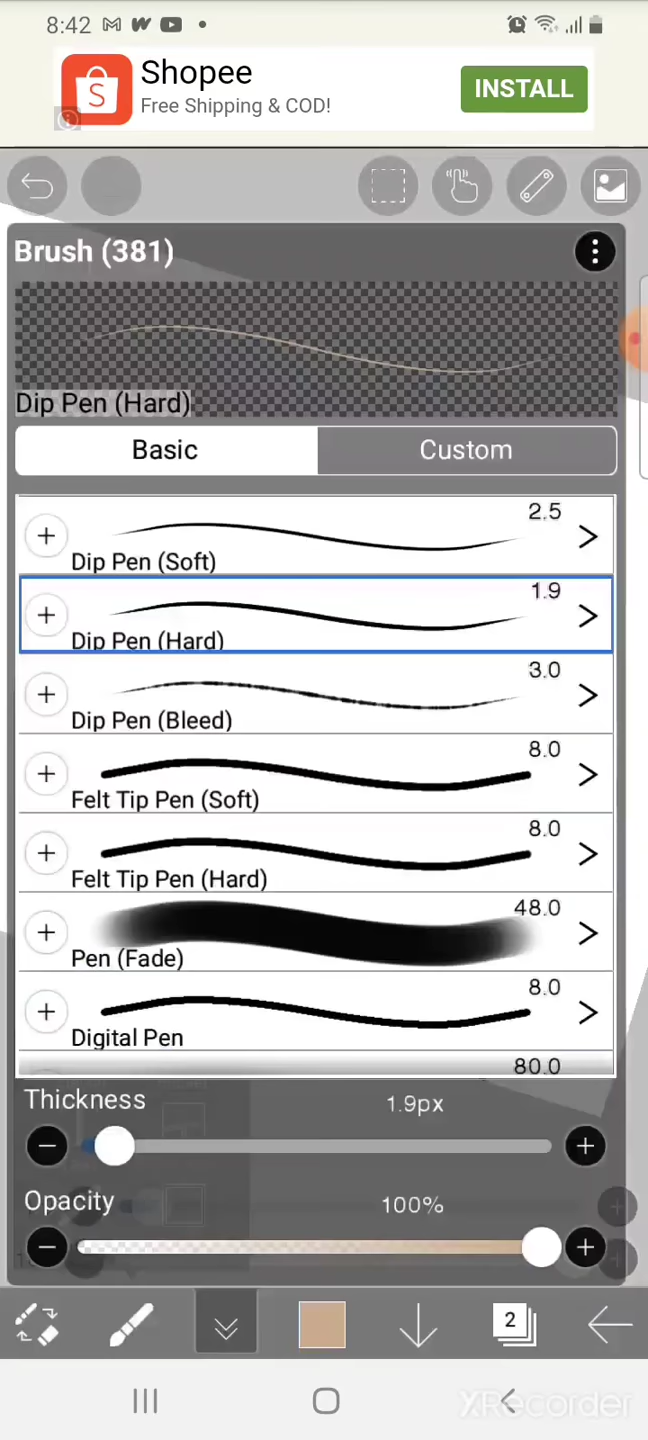 8:42
Shopee
Free Shipping & COD!
INSTALL
Brush (381)
Dip Pen (Hard)
Basic
Custom
2.5
Dip Pen (Soft)
1.9
Dip Pen (Hard)
3.0
Dip Pen (Bleed)
8.0
Felt Tip Pen (Soft)
8.0
Felt Tip Pen (Hard)
48.0
Pen (Fade)
8.0
Digital Pen
80.0
Thickness
1.9px
Opacity
100%
2
XRecorder